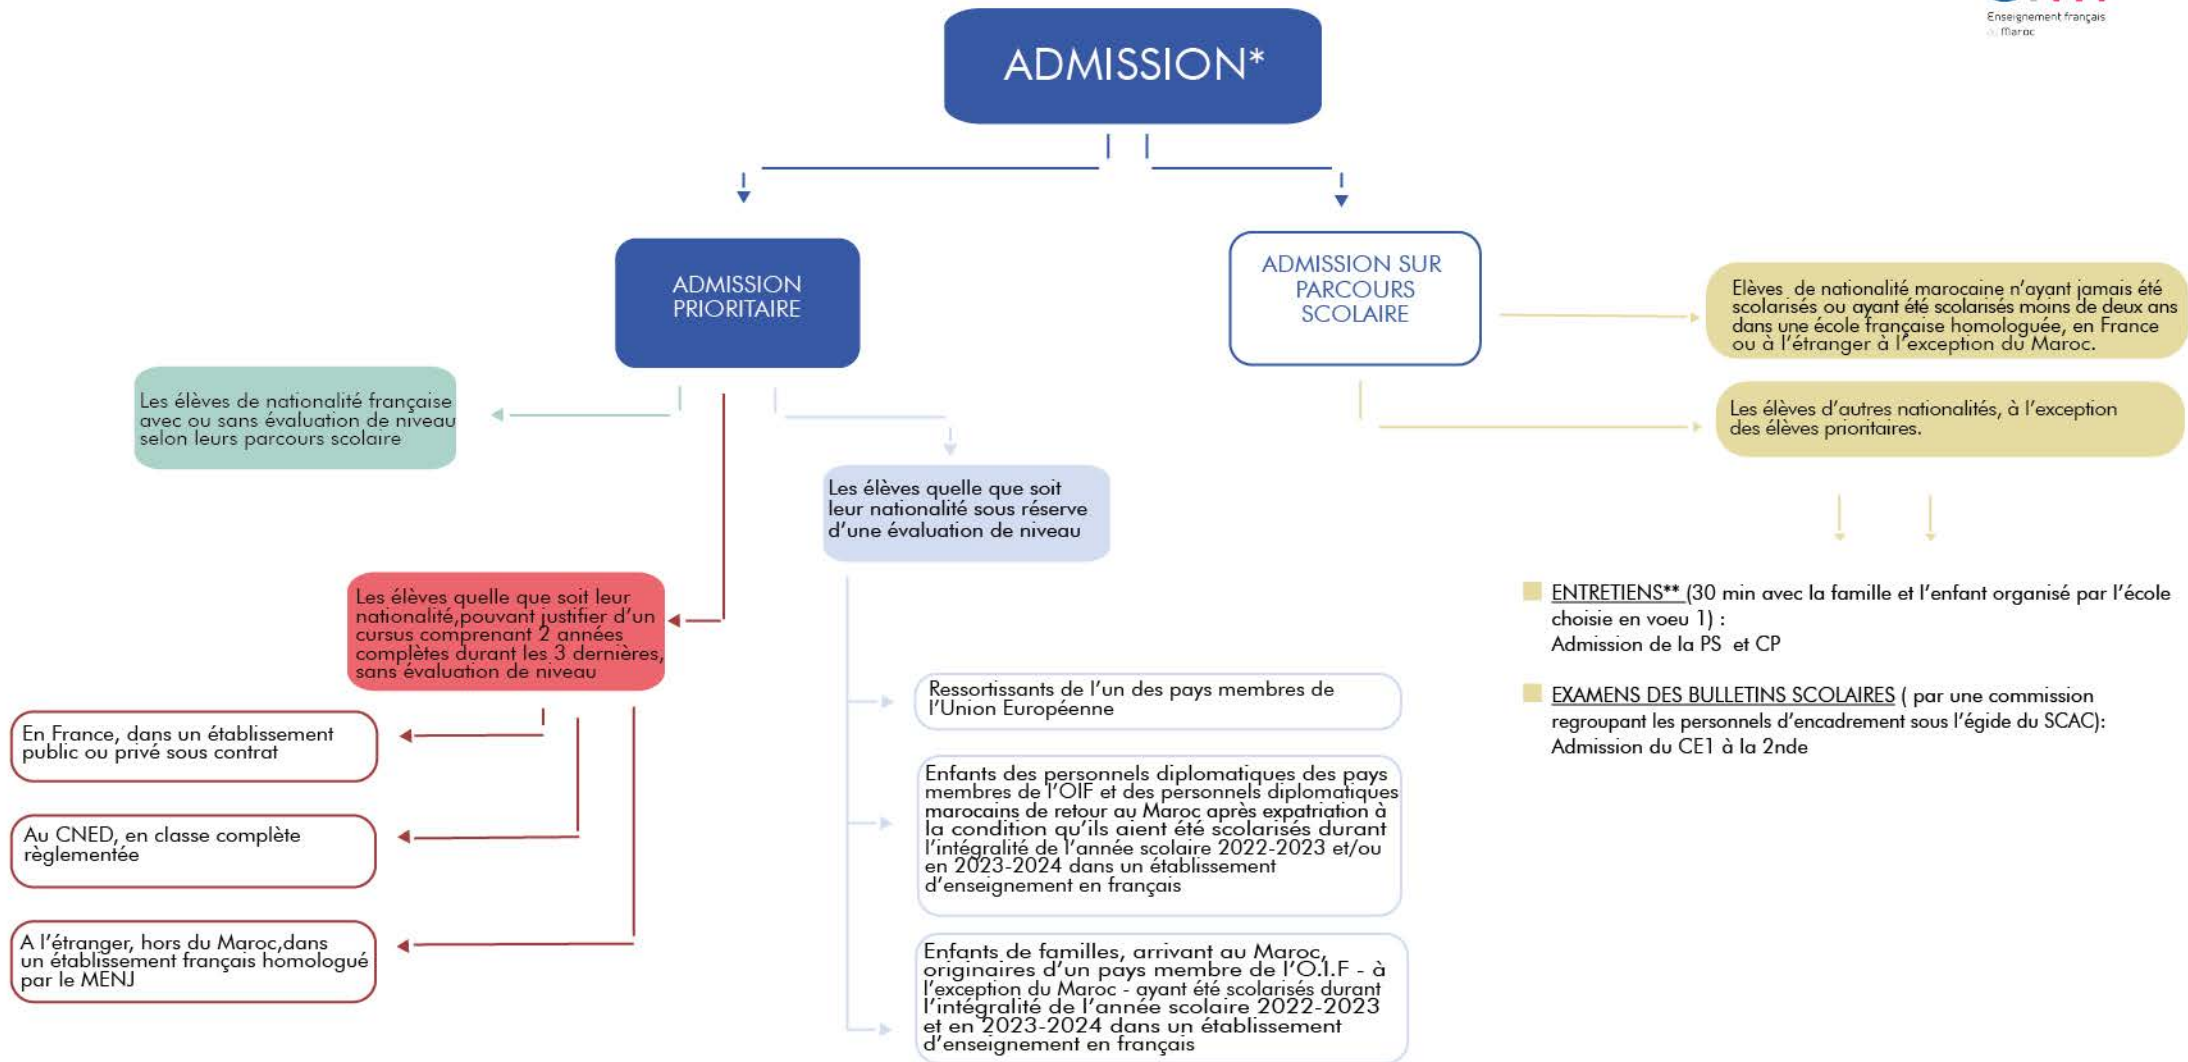 Enseignement français
Maroc
ADMISSION*
ADMISSION
PRIORITAIRE
ADMISSION SUR
PARCOURS
SCOLAIRE
Elèves de nationalité marocaine n'ayant jamais été
scolarisés ou ayant été scolarisés moins de deux ans
dans une école française homologuée, en France
ou à l'étranger à l'exception du Maroc.
Les élèves d'autres nationalités, à l'exception
des élèves prioritaires.
Les élèves de nationalité française
avec ou sans évaluation de niveau
selon leurs parcours scolaire
Les élèves quelle que soit
leur nationalité sous réserve
d'une évaluation de niveau
Les élèves quelle que soit leur
nationalité,pouvant justifier d'un
cursus comprenant 2 années
complètes durant les 3 dernières,
sans évaluation de niveau
En France, dans un établissement
public ou privé sous contrat
Au CNED, en classe complète
règlementée
A l'étranger, hors du Maroc,dans
un établissement français homologué
par le MENJ
Ressortissants de l'un des pays membres de
l'Union Européenne
Enfants des personnels diplomatiques des pays
membres de l'OIF et des personnels diplomatiques
marocains de retour au Maroc après expatriation à
la condition qu'ils aient été scolarisés durant
l'intégralité de l'année scolaire 2022-2023 et/ou
en 2023-2024 dans un établissement
d'enseignement en français
Enfants de familles, arrivant au Maroc,
originaires d'un pays membre de l'O.I.F - à
l'exception du Maroc - ayant été scolarisés durant
l'intégralité de l'année scolaire 2022-2023
et en 2023-2024 dans un établissement
d'enseignement en français
ENTRETIENS** (30 min avec la famille et l'enfant organisé par l'école
choisie en voeu 1) :
Admission de la PS et CP
EXAMENS DES BULLETINS SCOLAIRES ( par une commission
regroupant les personnels d'encadrement sous l'égide du SCAC):
Admission du CE1 à la 2nde